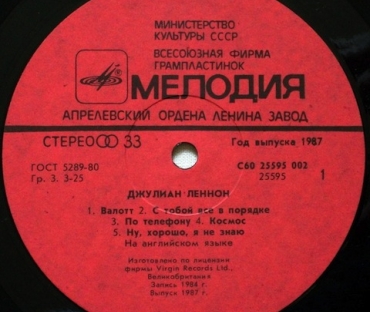 МИНИСТЕРСТВО
КУЛЬТУРЫ СССР
ВСЕСОЮЗНАЯ ФИРМА
ГРАМПЛАСТИНОК
МЕЛОДИЯ
АПРЕЛЕВСКИЙ ОРДЕНА ЛЕНИНА ЗАВОД
СТЕРЕО 33
Год выпуска 1987
ГОСТ 5289-80
Гр. 3. 3-25
С60 25595 002
25595
1
ДЖУЛИАН ЛЕННОН
1. Валотт 2. С тобой все в порядке
3. По телефону 4. Космос
5. Ну, хорошо, я не знаю
На английском языке
Изготовлено по лицензии
фирмы Virgin Records Ltd.,
Великобритания
Запись 1984 г.
Выпуск 1987 г.